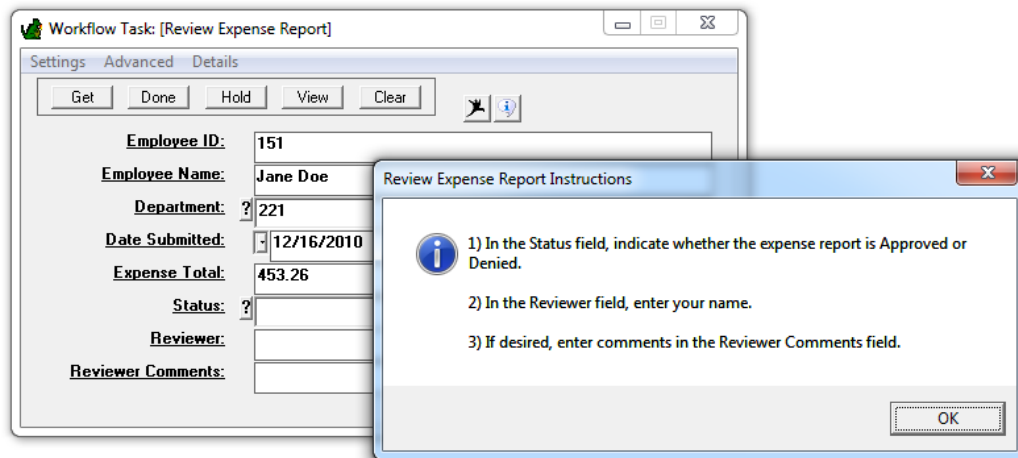 Workflow Task: [Review Expense Report]
Settings Advanced Details
Get Done Hold View Clear
Employee ID: 151
Employee Name: Jane Doe
Department: ? 221
Date Submitted: 12/16/2010
Expense Total: 453.26
Status: ?
Reviewer:
Reviewer Comments:
Review Expense Report Instructions
1) In the Status field, indicate whether the expense report is Approved or
Denied.
2) In the Reviewer field, enter your name.
3) If desired, enter comments in the Reviewer Comments field.
OK